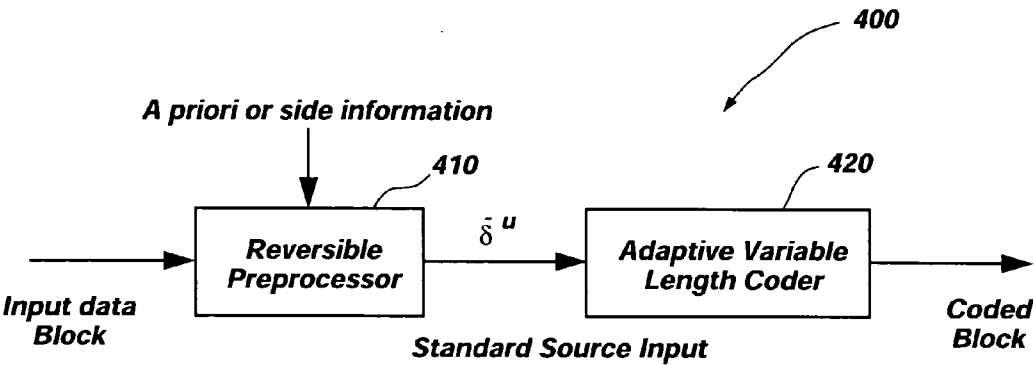 400
A priori or side information
410
420
Reversible
Preprocessor
δ̃ u
Adaptive Variable
Length Coder
Input data
Block
Standard Source Input
Coded
Block